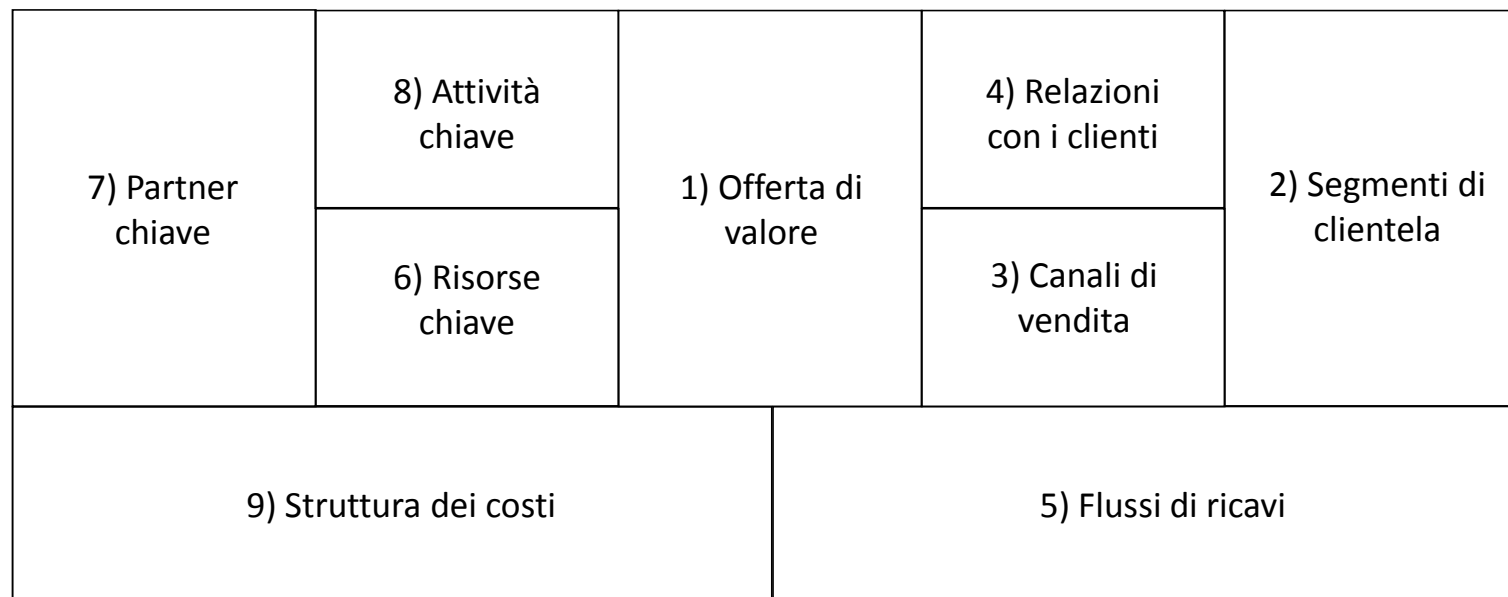 7) Partner
chiave
8) Attività
chiave
6) Risorse
chiave
1) Offerta di
valore
4) Relazioni
con i clienti
3) Canali di
vendita
2) Segmenti di
clientela
9) Struttura dei costi
5) Flussi di ricavi